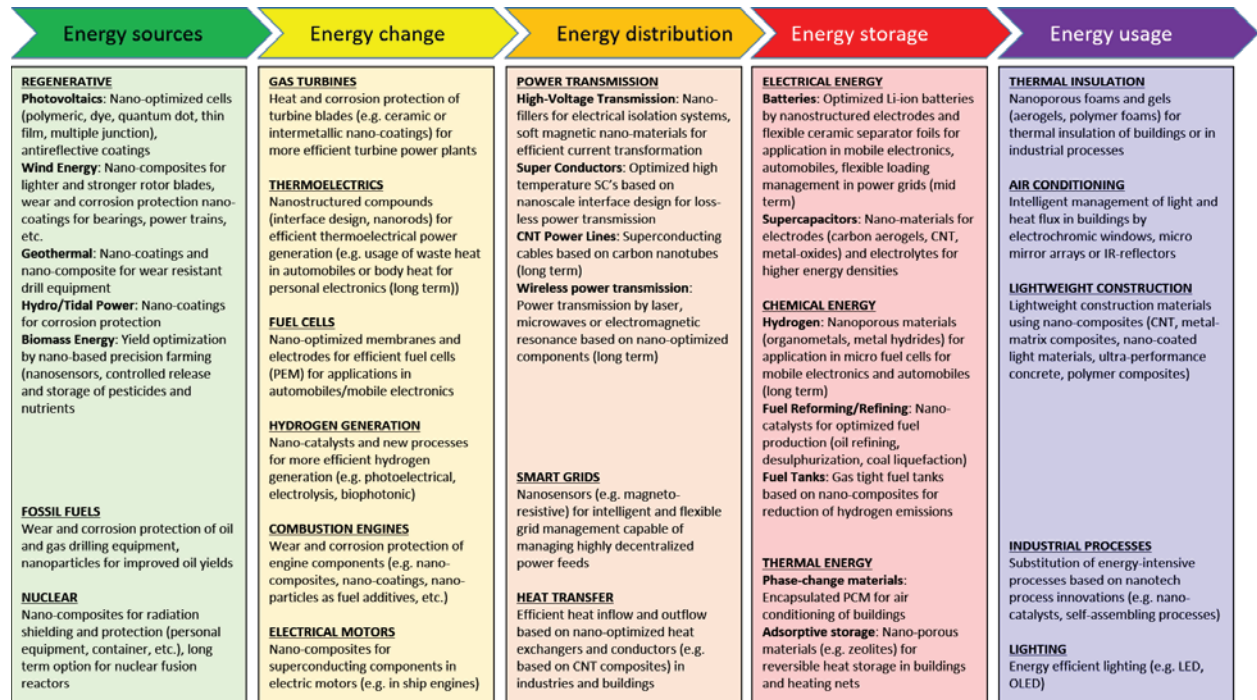 Energy sources
Energy change
Energy distribution
Energy storage
Energy usage
REGENERATIVE
Photovoltaics: Nano-optimized cells
(polymeric, dye, quantum dot, thin
film, multiple junction),
antireflective coatings
Wind Energy: Nano-composites for
lighter and stronger rotor blades,
wear and corrosion protection nano-
coatings for bearings, power trains,
etc.
Geothermal: Nano-coatings and
nano-composite for wear resistant
drill equipment
Hydro/Tidal Power: Nano-coatings
for corrosion protection
Biomass Energy: Yield optimization
by nano-based precision farming
(nanosensors, controlled release
and storage of pesticides and
nutrients
FOSSIL FUELS
Wear and corrosion protection of oil
and gas drilling equipment,
nanoparticles for improved oil yields
NUCLEAR
Nano-composites for radiation
shielding and protection (personal
equipment, container, etc.), long
term option for nuclear fusion
reactors
GAS TURBINES
Heat and corrosion protection of
turbine blades (e.g. ceramic or
intermetallic nano-coatings) for
more efficient turbine power plants
THERMOELECTRICS
Nanostructured compounds
(interface design, nanorods) for
efficient thermoelectrical power
generation (e.g. usage of waste heat
in automobiles or body heat for
personal electronics (long term))
FUEL CELLS
Nano-optimized membranes and
electrodes for efficient fuel cells
(PEM) for applications in
automobiles/mobile electronics
HYDROGEN GENERATION
Nano-catalysts and new processes
for more efficient hydrogen
generation (e.g. photoelectrical,
electrolysis, biophotonic)
COMBUSTION ENGINES
Wear and corrosion protection of
engine components (e.g. nano-
composites, nano-coatings, nano-
particles as fuel additives, etc.)
ELECTRICAL MOTORS
Nano-composites for
superconducting components in
electric motors (e.g. in ship engines)
POWER TRANSMISSION
High-Voltage Transmission: Nano-
fillers for electrical isolation systems,
soft magnetic nano-materials for
efficient current transformation
Super Conductors: Optimized high
temperature SC's based on
nanoscale interface design for loss-
less power transmission
CNT Power Lines: Superconducting
cables based on carbon nanotubes
(long term)
Wireless power transmission:
Power transmission by laser,
microwaves or electromagnetic
resonance based on nano-optimized
components (long term)
SMART GRIDS
Nanosensors (e.g. magneto-
resistive) for intelligent and flexible
grid management capable of
managing highly decentralized
power feeds
HEAT TRANSFER
Efficient heat inflow and outflow
based on nano-optimized heat
exchangers and conductors (e.g.
based on CNT composites) in
industries and buildings
ELECTRICAL ENERGY
Batteries: Optimized Li-ion batteries
by nanostructured electrodes and
flexible ceramic separator foils for
application in mobile electronics,
automobiles, flexible loading
management in power grids (mid
term)
Supercapacitors: Nano-materials for
electrodes (carbon aerogels, CNT,
metal-oxides) and electrolytes for
higher energy densities
CHEMICAL ENERGY
Hydrogen: Nanoporous materials
(organometals, metal hydrides) for
application in micro fuel cells for
mobile electronics and automobiles
(long term)
Fuel Reforming/Refining: Nano-
catalysts for optimized fuel
production (oil refining,
desulphurization, coal liquefaction)
Fuel Tanks: Gas tight fuel tanks
based on nano-composites for
reduction of hydrogen emissions
THERMAL ENERGY
Phase-change materials:
Encapsulated PCM for air
conditioning of buildings
Adsorptive storage: Nano-porous
materials (e.g. zeolites) for
reversible heat storage in buildings
and heating nets
THERMAL INSULATION
Nanoporous foams and gels
(aerogels, polymer foams) for
thermal insulation of buildings or in
industrial processes
AIR CONDITIONING
Intelligent management of light and
heat flux in buildings by
electrochromic windows, micro
mirror arrays or IR-reflectors
LIGHTWEIGHT CONSTRUCTION
Lightweight construction materials
using nano-composites (CNT, metal-
matrix composites, nano-coated
light materials, ultra-performance
concrete, polymer composites)
INDUSTRIAL PROCESSES
Substitution of energy-intensive
processes based on nanotech
process innovations (e.g. nano-
catalysts, self-assembling processes)
LIGHTING
Energy efficient lighting (e.g. LED,
OLED)